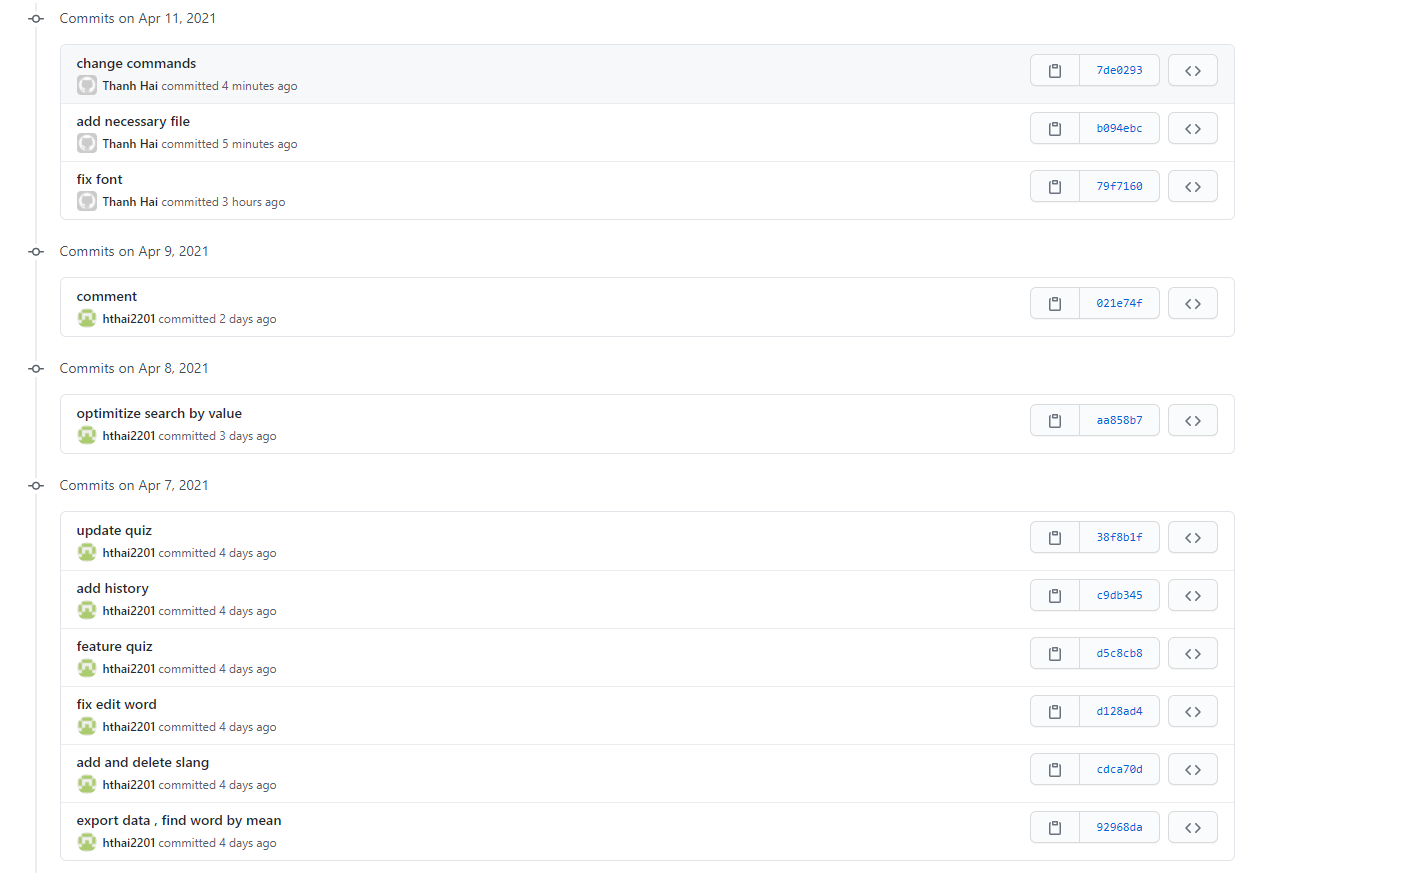 Commits on Apr 11, 2021
change commands
Thanh Hai committed 4 minutes ago
7de0293
add necessary file
Thanh Hai committed 5 minutes ago
b094ebc
fix font
Thanh Hai committed 3 hours ago
79f7160
Commits on Apr 9, 2021
comment
hthai2201 committed 2 days ago
021e74f
Commits on Apr 8, 2021
optimitize search by value
hthai2201 committed 3 days ago
aa858b7
Commits on Apr 7, 2021
update quiz
hthai2201 committed 4 days ago
38f8b1f
add history
hthai2201 committed 4 days ago
c9db345
feature quiz
hthai2201 committed 4 days ago
d5c8cb8
fix edit word
hthai2201 committed 4 days ago
d128ad4
add and delete slang
hthai2201 committed 4 days ago
cdca70d
export data , find word by mean
hthai2201 committed 4 days ago
92968da